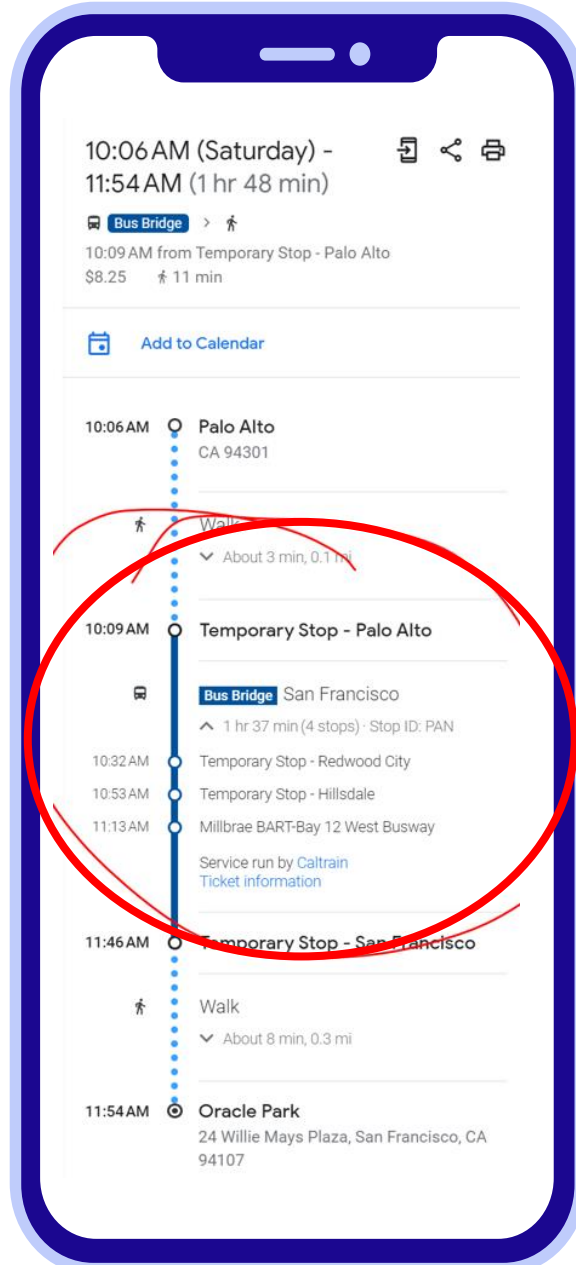 10:06 AM (Saturday) -
11:54 AM (1 hr 48 min)
Bus Bridge >
10:09 AM from Temporary Stop - Palo Alto
$8.25 11 min
Add to Calendar
10:06 AM Palo Alto
CA 94301
Walk
About 3 min, 0.1 mi
10:09 AM Temporary Stop - Palo Alto
Bus Bridge San Francisco
1 hr 37 min (4 stops) · Stop ID: PAN
10:32 AM Temporary Stop - Redwood City
10:53 AM Temporary Stop - Hillsdale
11:13 AM Millbrae BART-Bay 12 West Busway
Service run by Caltrain
Ticket information
11:46 AM Temporary Stop - San Francisco
Walk
About 8 min, 0.3 mi
11:54 AM Oracle Park
24 Willie Mays Plaza, San Francisco, CA
94107